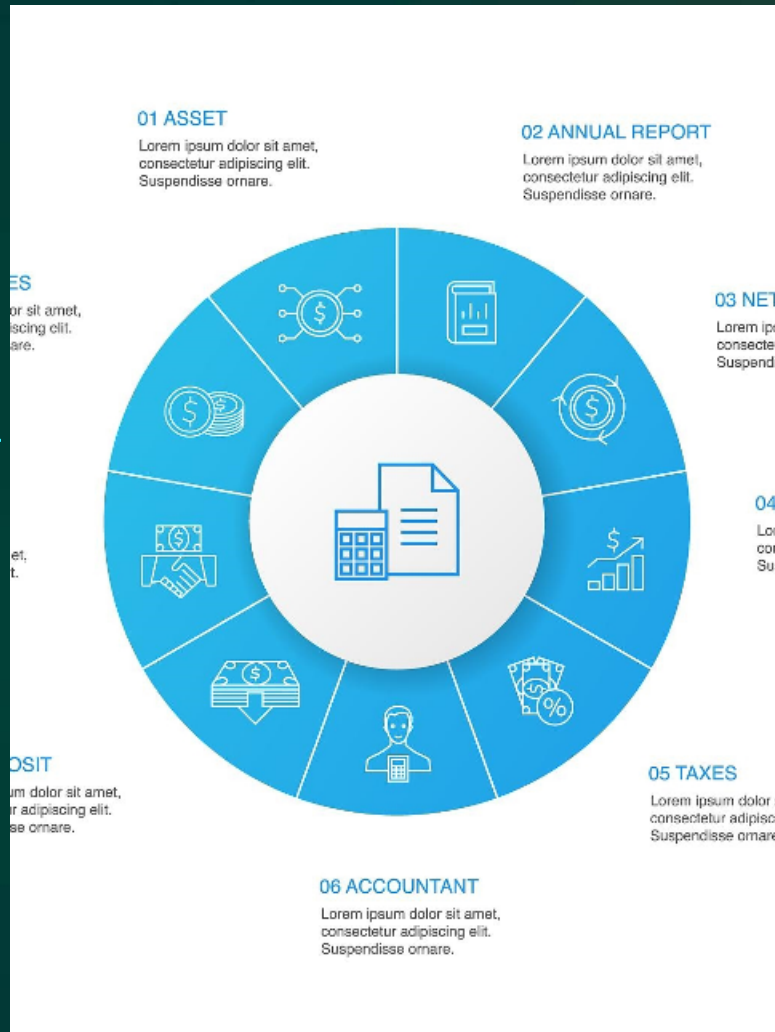 01 ASSET
Lorem ipsum dolor sit amet,
consectetur adipiscing elit.
Suspendisse ornare.
02 ANNUAL REPORT
Lorem ipsum dolor sit amet,
consectetur adipiscing elit.
Suspendisse ornare.
ES
or sit amet,
iscing elit.
are.
03 NET
Lorem ip
consecte
Suspend
04
Lo
co
Su
et,
t.
OSIT
um dolor sit amet,
r adipiscing elit.
se ornare.
05 TAXES
Lorem ipsum dolor
consectetur adipisc
Suspendisse ornare
06 ACCOUNTANT
Lorem ipsum dolor sit amet,
consectetur adipiscing elit.
Suspendisse ornare.